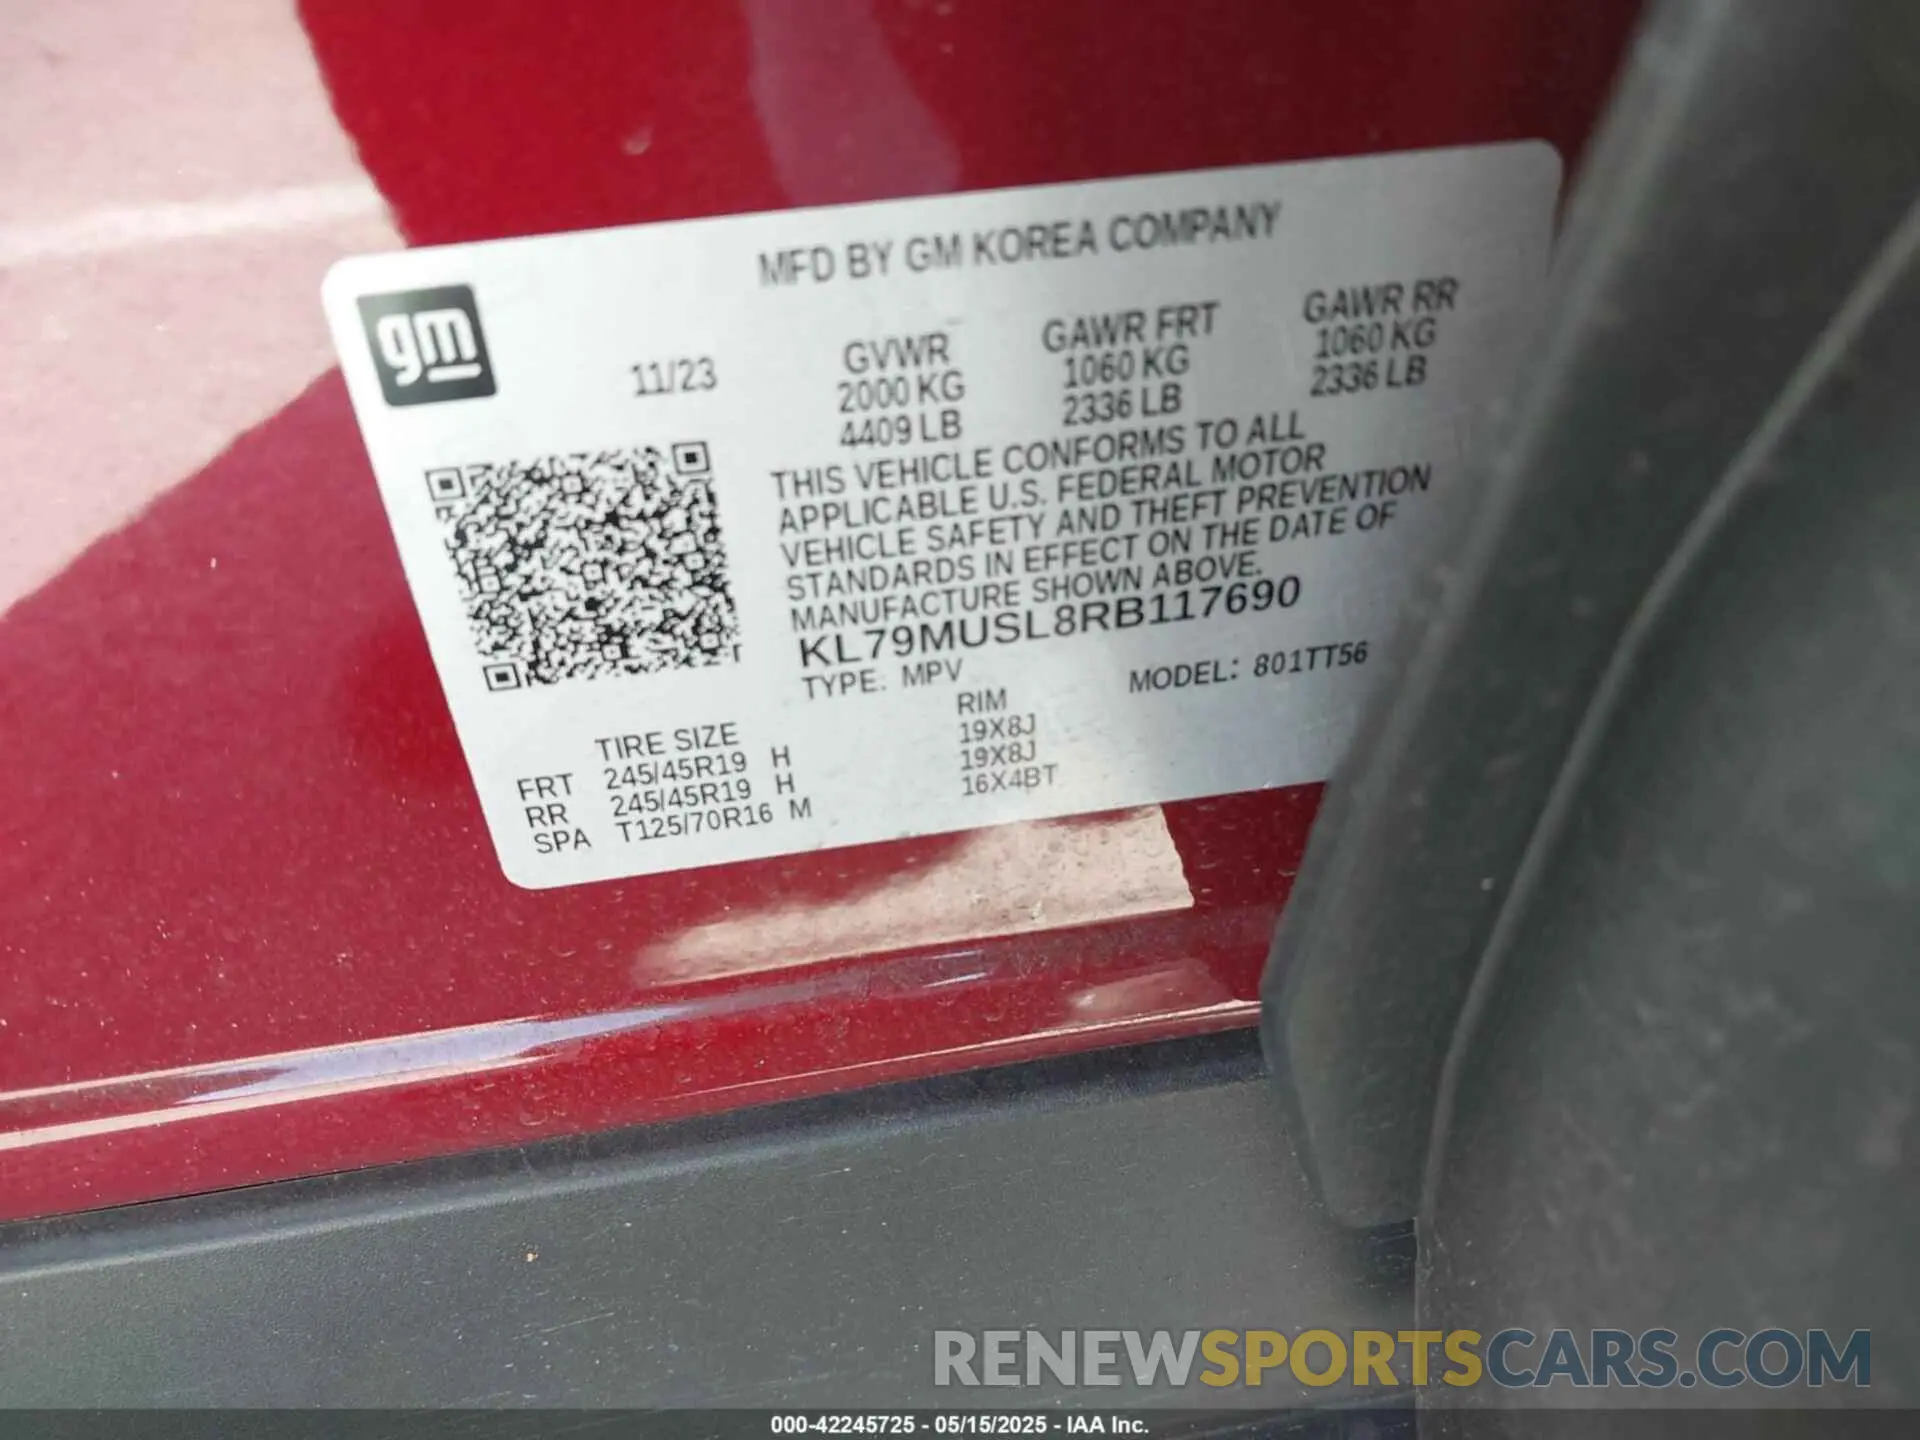 MFD BY GM KOREA COMPANY
gm
11/23
GVWR
2000 KG
4409 LB
GAWR FRT
1060 KG
2336 LB
GAWR RR
1060 KG
2336 LB
THIS VEHICLE CONFORMS TO ALL
APPLICABLE U.S. FEDERAL MOTOR
VEHICLE SAFETY AND THEFT PREVENTION
STANDARDS IN EFFECT ON THE DATE OF
MANUFACTURE SHOWN ABOVE.
KL79MUSL8RB117690
TYPE: MPV MODEL: 801TT56
TIRE SIZE RIM
FRT 245/45R19 H 19X8J
RR 245/45R19 H 19X8J
SPA T125/70R16 M 16X4BT
RENEWSPORTSCARS.COM
000-42245725 - 05/15/2025 - IAA Inc.